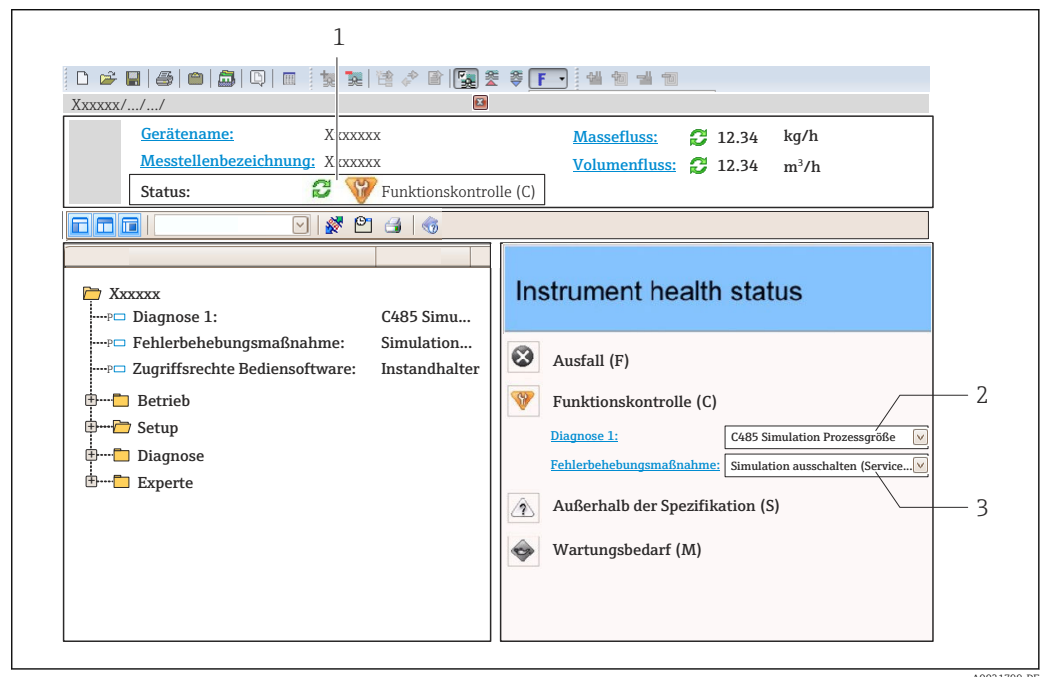 1
F
Xxxxxx/.../.../
Gerätename: Xxxxxxx
Messtellenbezeichnung: Xxxxxxx
Status: Funktionskontrolle (C)
Massefluss: 12.34 kg/h
Volumenfluss: 12.34 m³/h
Xxxxxx
P Diagnose 1: C485 Simu...
P Fehlerbehebungsmaßnahme: Simulation...
P Zugriffsrechte Bediensoftware: Instandhalter
Betrieb
Setup
Diagnose
Experte
Instrument health status
Ausfall (F)
Funktionskontrolle (C)
Diagnose 1: C485 Simulation Prozessgröße
2
Fehlerbehebungsmaßnahme: Simulation ausschalten (Service...
3
Außerhalb der Spezifikation (S)
Wartungsbedarf (M)